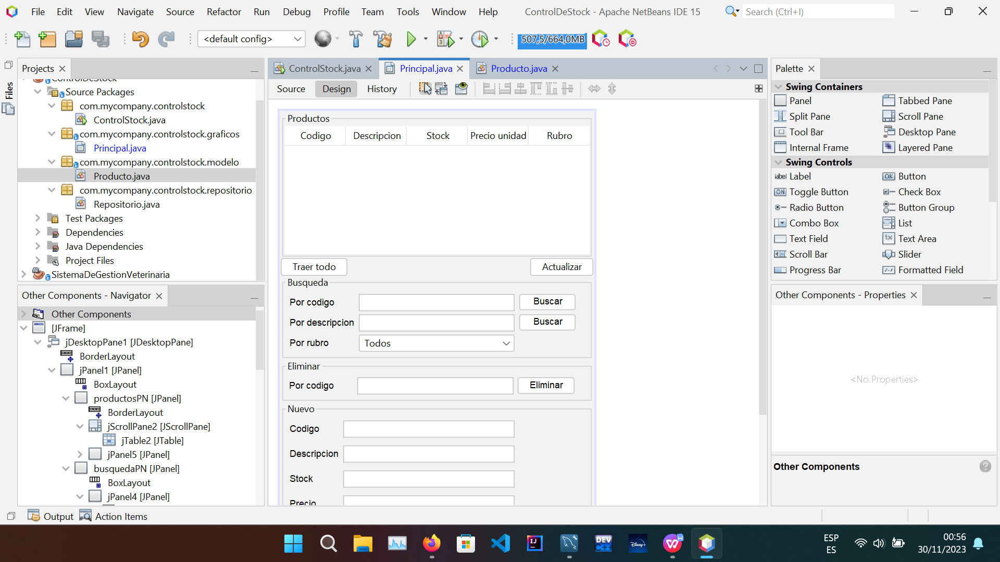 File Edit View Navigate Source Refactor Run Debug Profile Team Tools Window Help ControlDeStock - Apache NetBeans IDE 15 Search (Ctrl+I)
<default config> 507,5/664,0MB
Files
Projects
ControlDeStock
Source Packages
com.mycompany.controlstock
ControlStock.java
com.mycompany.controlstock.graficos
Principal.java
com.mycompany.controlstock.modelo
Producto.java
com.mycompany.controlstock.repositorio
Repositorio.java
Test Packages
Dependencies
Java Dependencies
Project Files
SistemaDeGestionVeterinaria
Other Components - Navigator
Other Components
[JFrame]
jDesktopPane1 [JDesktopPane]
BorderLayout
jPanel1 [JPanel]
BoxLayout
productosPN [JPanel]
BorderLayout
jScrollPane2 [JScrollPane]
jTable2 [JTable]
jPanel5 [JPanel]
busquedaPN [JPanel]
BoxLayout
jPanel4 [JPanel]
ControlStock.java Principal.java Producto.java
Source Design History
Productos
Codigo Descripcion Stock Precio unidad Rubro
Traer todo Actualizar
Busqueda
Por codigo Buscar
Por descripcion Buscar
Por rubro Todos
Eliminar
Por codigo Eliminar
Nuevo
Codigo
Descripcion
Stock
Precio
Palette
Swing Containers
Panel Tabbed Pane
Split Pane Scroll Pane
Tool Bar Desktop Pane
Internal Frame Layered Pane
Swing Controls
Label Button
Toggle Button Check Box
Radio Button Button Group
Combo Box List
Text Field Text Area
Scroll Bar Slider
Progress Bar Formatted Field
Other Components - Properties
<No Properties>
Other Components
Output Action Items
IJ
DEV
C++
Disney+
ESP
ES
00:56
30/11/2023